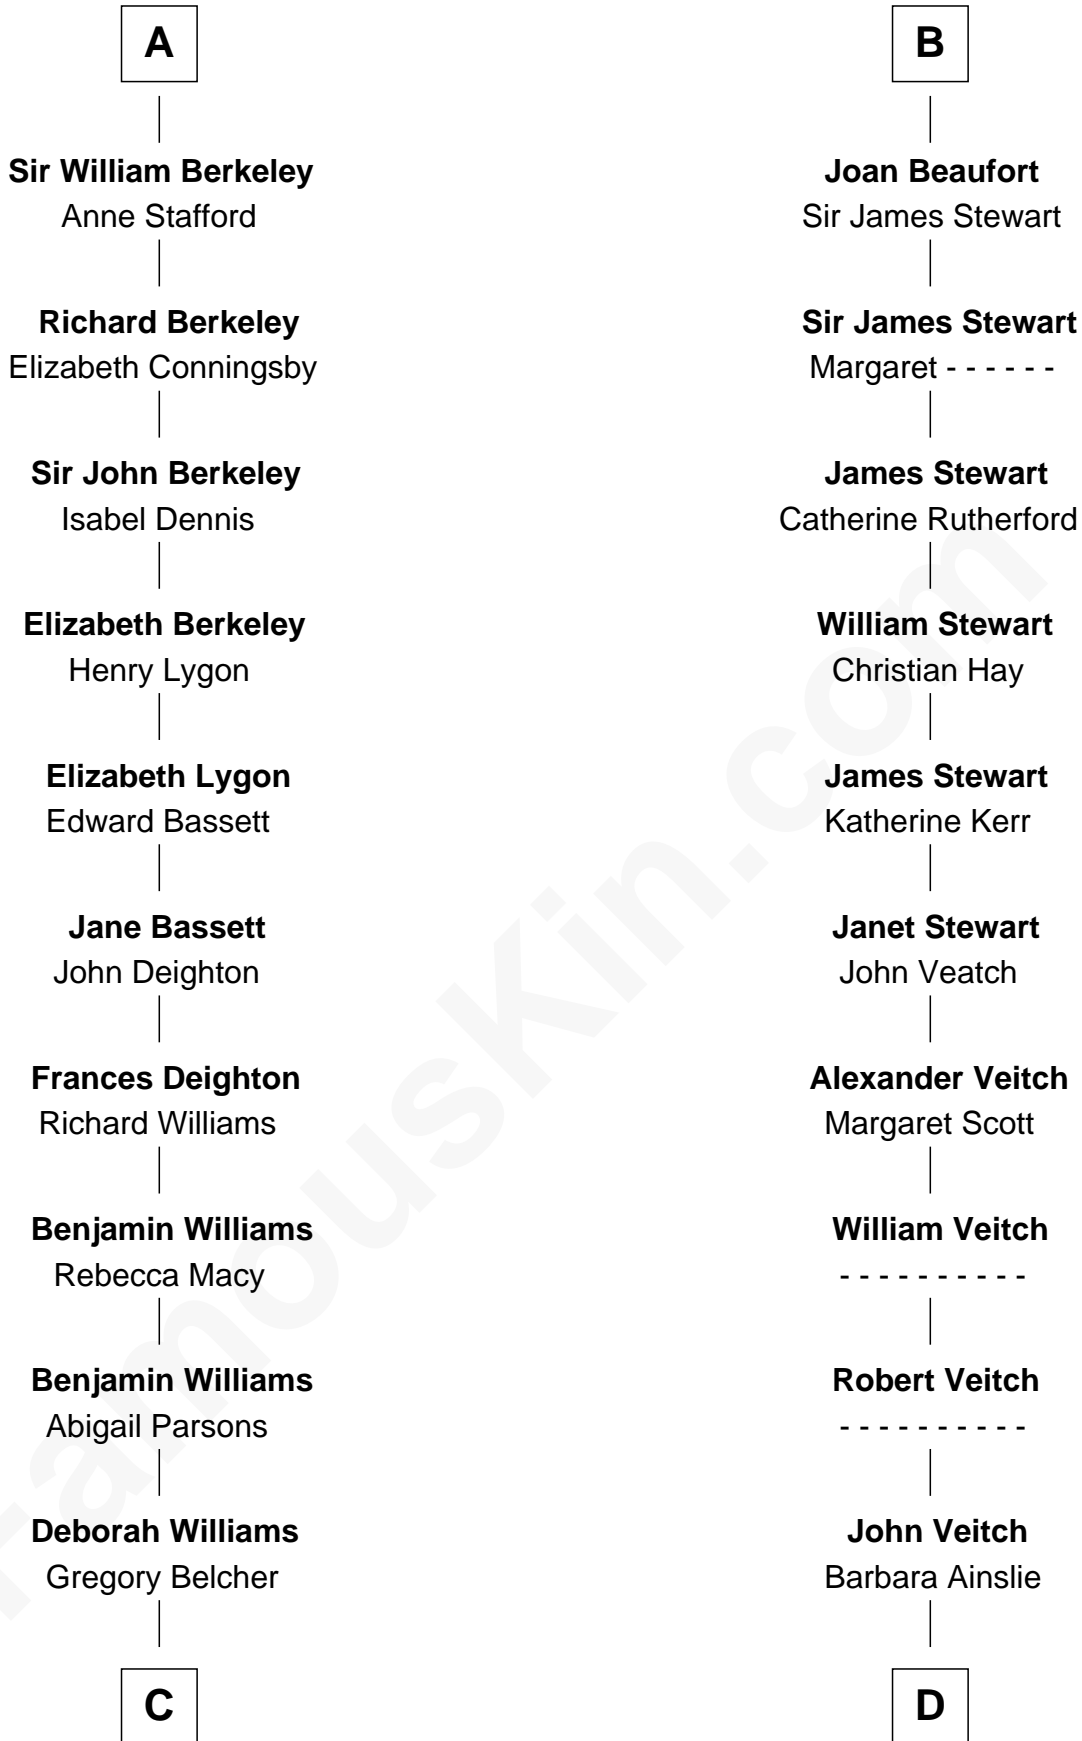 A
Sir William Berkeley
Anne Stafford
Richard Berkeley
Elizabeth Conningsby
Sir John Berkeley
Isabel Dennis
Elizabeth Berkeley
Henry Lygon
Elizabeth Lygon
Edward Bassett
Jane Bassett
John Deighton
Frances Deighton
Richard Williams
Benjamin Williams
Rebecca Macy
Benjamin Williams
Abigail Parsons
Deborah Williams
Gregory Belcher
C
B
Joan Beaufort
Sir James Stewart
Sir James Stewart
Margaret - - - - - -
James Stewart
Catherine Rutherford
William Stewart
Christian Hay
James Stewart
Katherine Kerr
Janet Stewart
John Veatch
Alexander Veitch
Margaret Scott
William Veitch
- - - - - - - - - -
Robert Veitch
- - - - - - - - - -
John Veitch
Barbara Ainslie
D
FamousKin.com